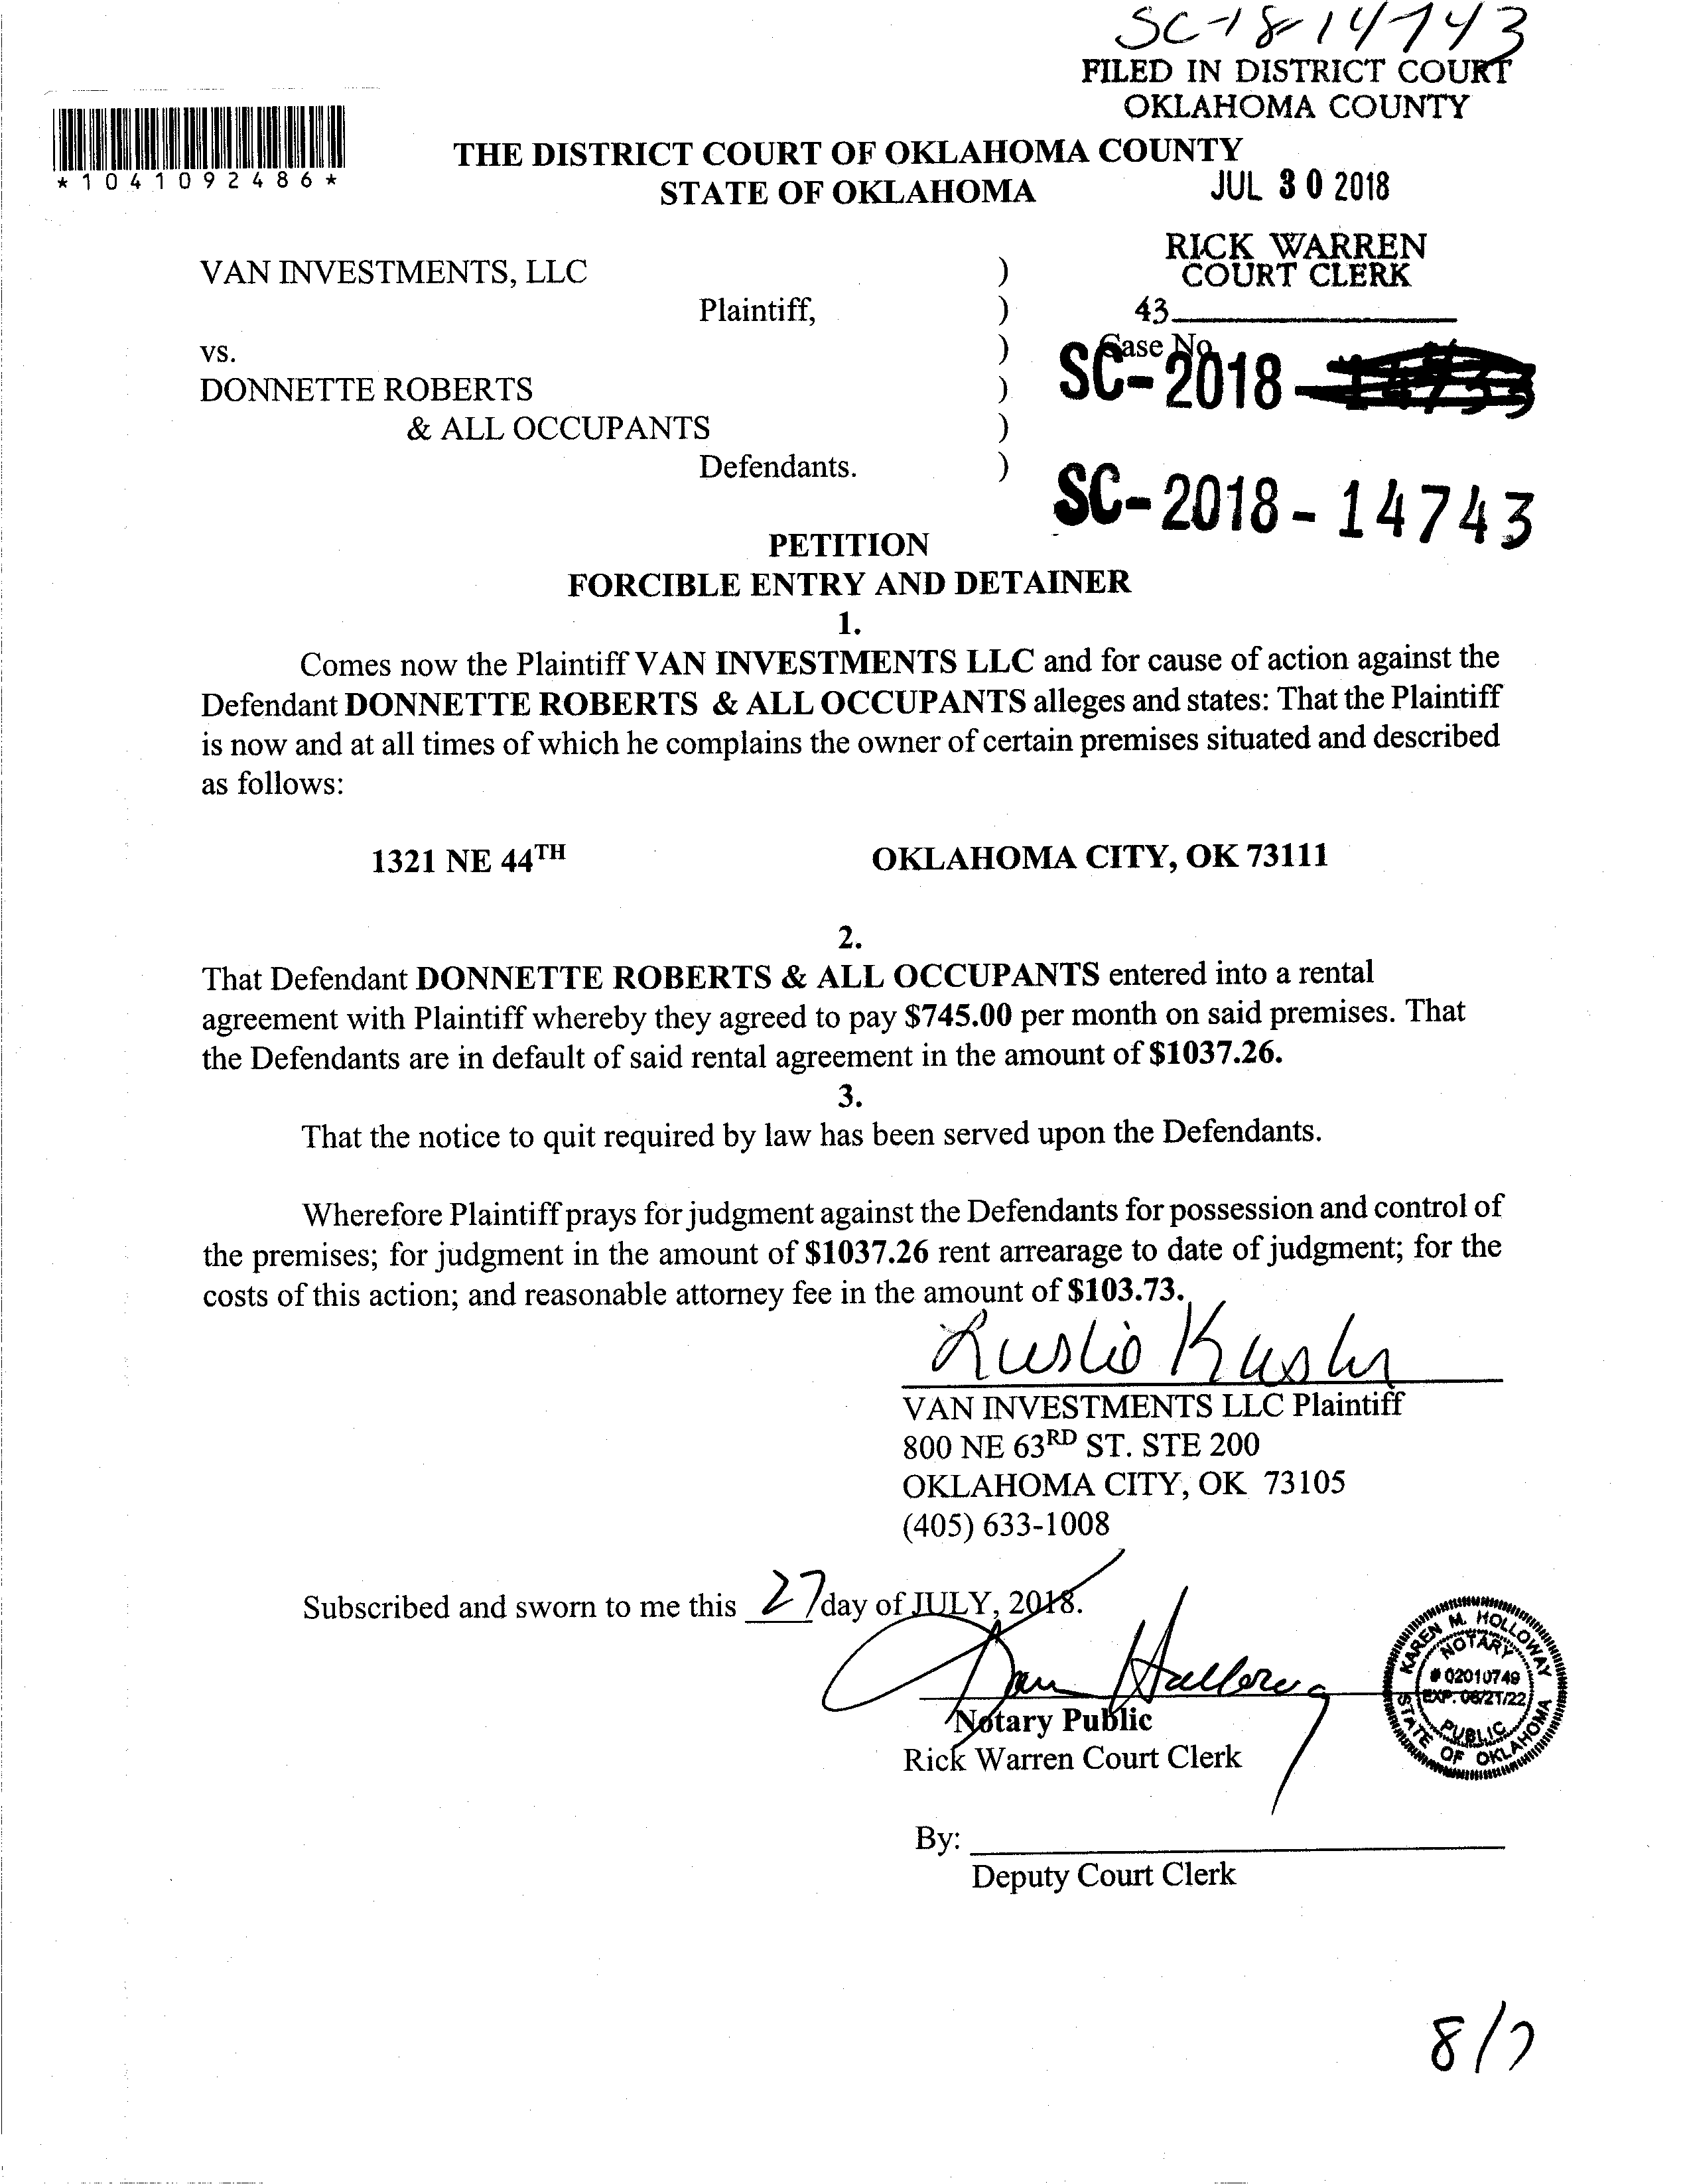 SC-18-14743
FILED IN DISTRICT COURT
OKLAHOMA COUNTY
*1041092486*
THE DISTRICT COURT OF OKLAHOMA COUNTY
STATE OF OKLAHOMA
JUL 30 2018
RICK WARREN
COURT CLERK
43
VAN INVESTMENTS, LLC )
Plaintiff, )
vs. ) Case No.
SC-2018-
DONNETTE ROBERTS )
& ALL OCCUPANTS )
Defendants. )
SC-2018-14743
PETITION
FORCIBLE ENTRY AND DETAINER
1.
Comes now the Plaintiff VAN INVESTMENTS LLC and for cause of action against the
Defendant DONNETTE ROBERTS & ALL OCCUPANTS alleges and states: That the Plaintiff
is now and at all times of which he complains the owner of certain premises situated and described
as follows:
1321 NE 44TH OKLAHOMA CITY, OK 73111
2.
That Defendant DONNETTE ROBERTS & ALL OCCUPANTS entered into a rental
agreement with Plaintiff whereby they agreed to pay $745.00 per month on said premises. That
the Defendants are in default of said rental agreement in the amount of $1037.26.
3.
That the notice to quit required by law has been served upon the Defendants.
Wherefore Plaintiff prays for judgment against the Defendants for possession and control of
the premises; for judgment in the amount of $1037.26 rent arrearage to date of judgment; for the
costs of this action; and reasonable attorney fee in the amount of $103.73.
VAN INVESTMENTS LLC Plaintiff
800 NE 63RD ST. STE 200
OKLAHOMA CITY, OK 73105
(405) 633-1008
Subscribed and sworn to me this 27 day of JULY, 2018.
Notary Public
Rick Warren Court Clerk
KAREN M. HOLLOWAY
NOTARY
# 02010749
EXP. 06/21/22
PUBLIC
STATE OF OKLAHOMA
By:
Deputy Court Clerk
8/7